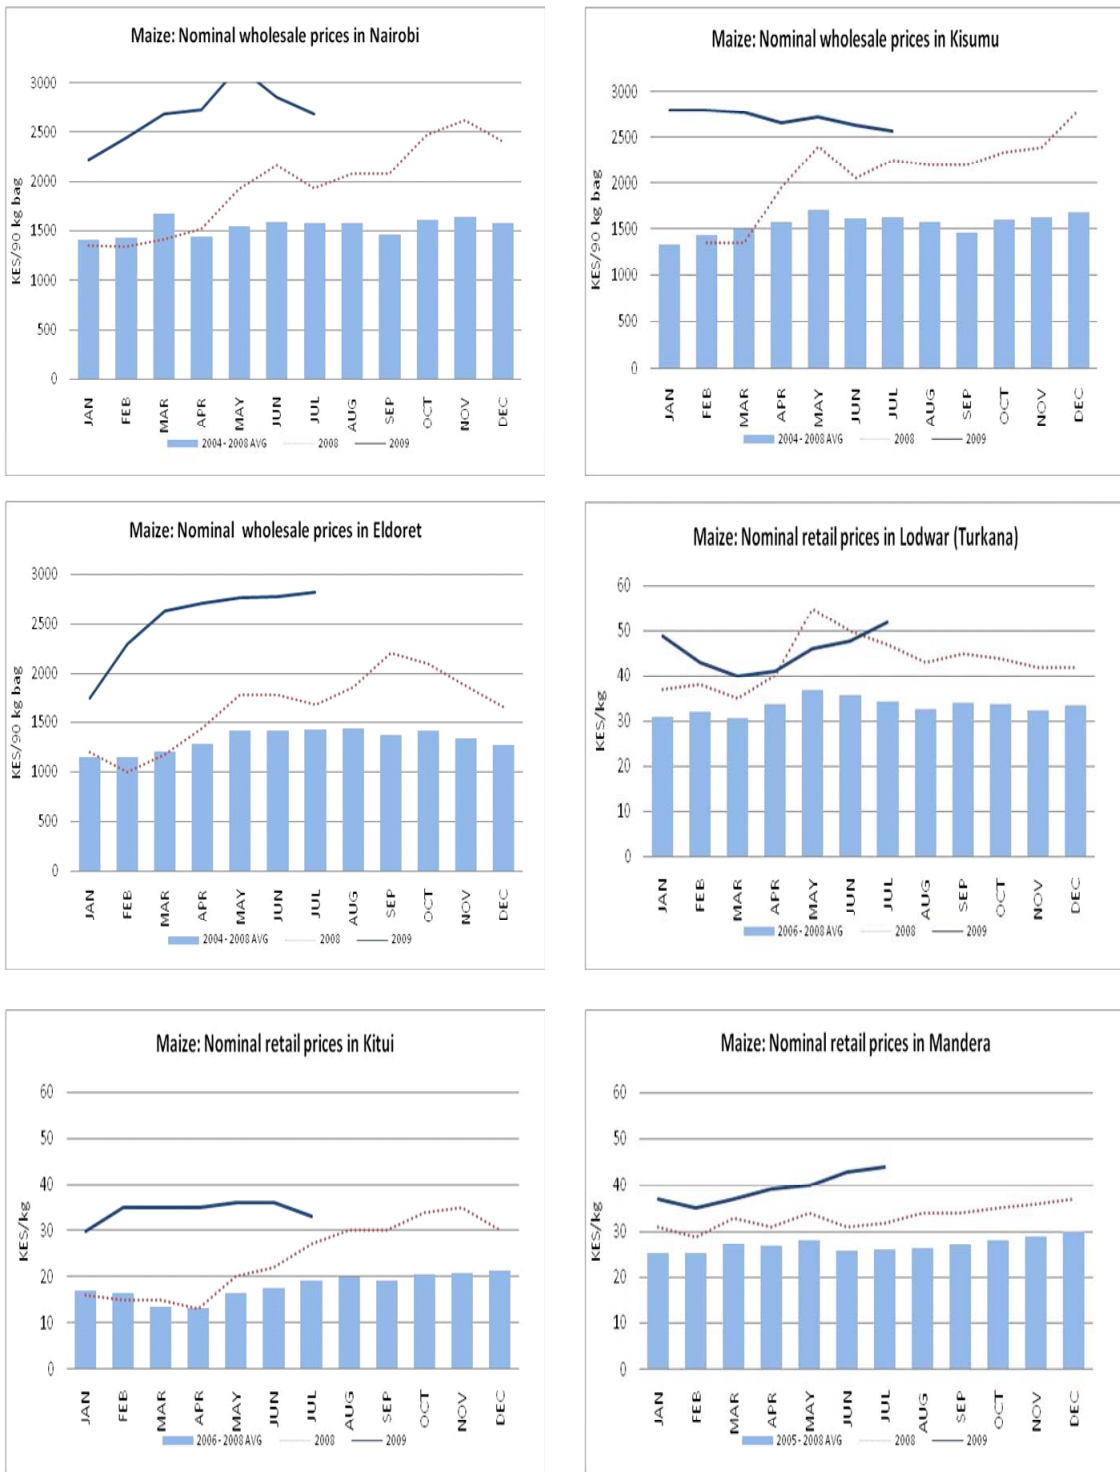 Maize: Nominal wholesale prices in Nairobi
KES/90 kg bag
3000
2500
2000
1500
1000
500
0
JAN FEB MAR APR MAY JUN JUL AUG SEP OCT NOV DEC
2004 - 2008 AVG 2008 2009
Maize: Nominal wholesale prices in Kisumu
KES/90 kg bag
3000
2500
2000
1500
1000
500
0
JAN FEB MAR APR MAY JUN JUL AUG SEP OCT NOV DEC
2004 - 2008 AVG 2008 2009
Maize: Nominal wholesale prices in Eldoret
KES/90 kg bag
3000
2500
2000
1500
1000
500
0
JAN FEB MAR APR MAY JUN JUL AUG SEP OCT NOV DEC
2004 - 2008 AVG 2008 2009
Maize: Nominal retail prices in Lodwar (Turkana)
KES/kg
60
50
40
30
20
10
0
JAN FEB MAR APR MAY JUN JUL AUG SEP OCT NOV DEC
2006 - 2008 AVG 2008 2009
Maize: Nominal retail prices in Kitui
KES/kg
60
50
40
30
20
10
0
JAN FEB MAR APR MAY JUN JUL AUG SEP OCT NOV DEC
2006 - 2008 AVG 2008 2009
Maize: Nominal retail prices in Mandera
KES/kg
60
50
40
30
20
10
0
JAN FEB MAR APR MAY JUN JUL AUG SEP OCT NOV DEC
2005 - 2008 AVG 2008 2009